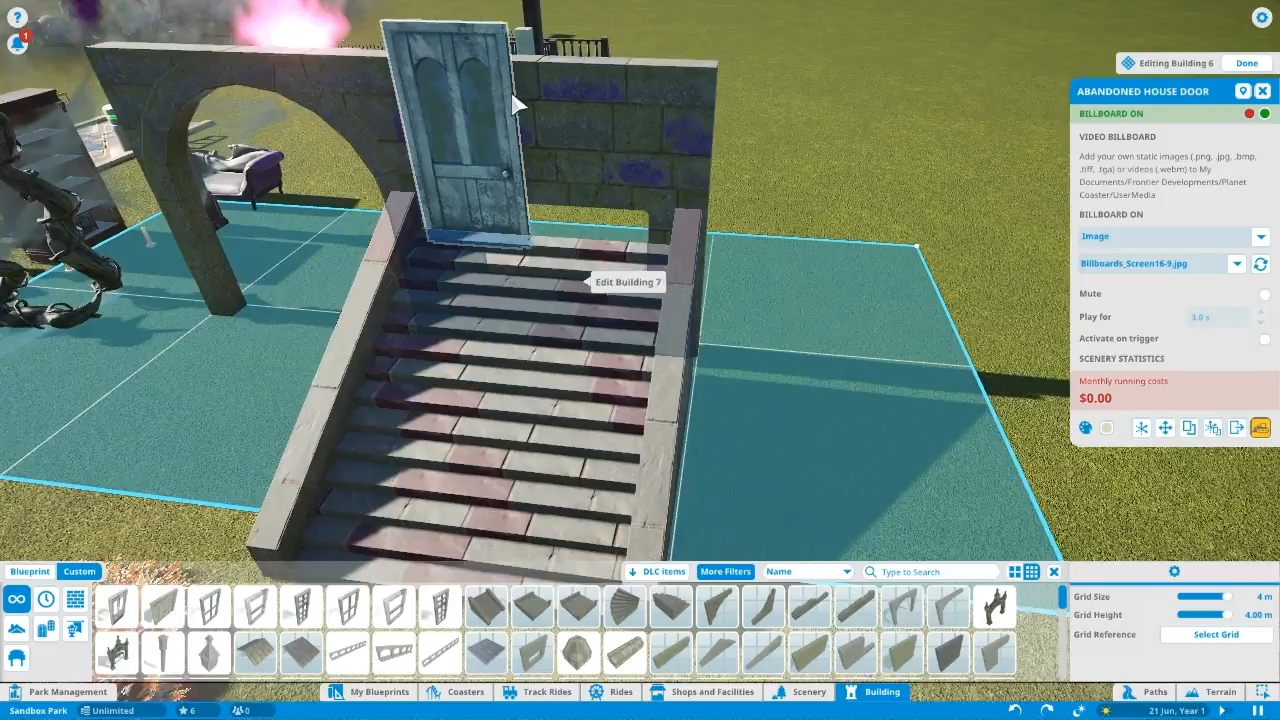 ?
1
Editing Building 6
Done
ABANDONED HOUSE DOOR
BILLBOARD ON
VIDEO BILLBOARD
Add your own static images (.png, .jpg, .bmp,
.tiff, .tga) or videos (.webm) to My
Documents/Frontier Developments/Planet
Coaster/UserMedia
BILLBOARD ON
Image
Billboards_Screen16-9.jpg
Mute
Play for
3.0 s
Activate on trigger
SCENERY STATISTICS
Monthly running costs
$0.00
Edit Building 7
Blueprint
Custom
DLC items
More Filters
Name
Type to Search
Grid Size
4 m
Grid Height
4.00 m
Grid Reference
Select Grid
Park Management
My Blueprints
Coasters
Track Rides
Rides
Shops and Facilities
Scenery
Building
Paths
Terrain
Sandbox Park
Unlimited
6
0
21 Jun, Year 1